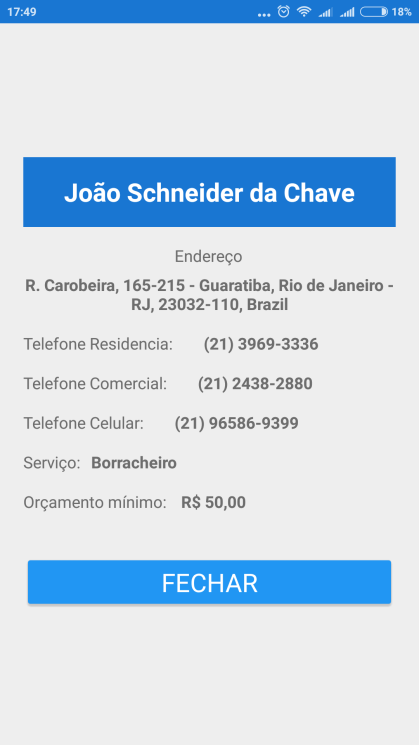 17:49
18%
João Schneider da Chave
Endereço
R. Carobeira, 165-215 - Guaratiba, Rio de Janeiro -
RJ, 23032-110, Brazil
Telefone Residencia: (21) 3969-3336
Telefone Comercial: (21) 2438-2880
Telefone Celular: (21) 96586-9399
Serviço: Borracheiro
Orçamento mínimo: R$ 50,00
FECHAR